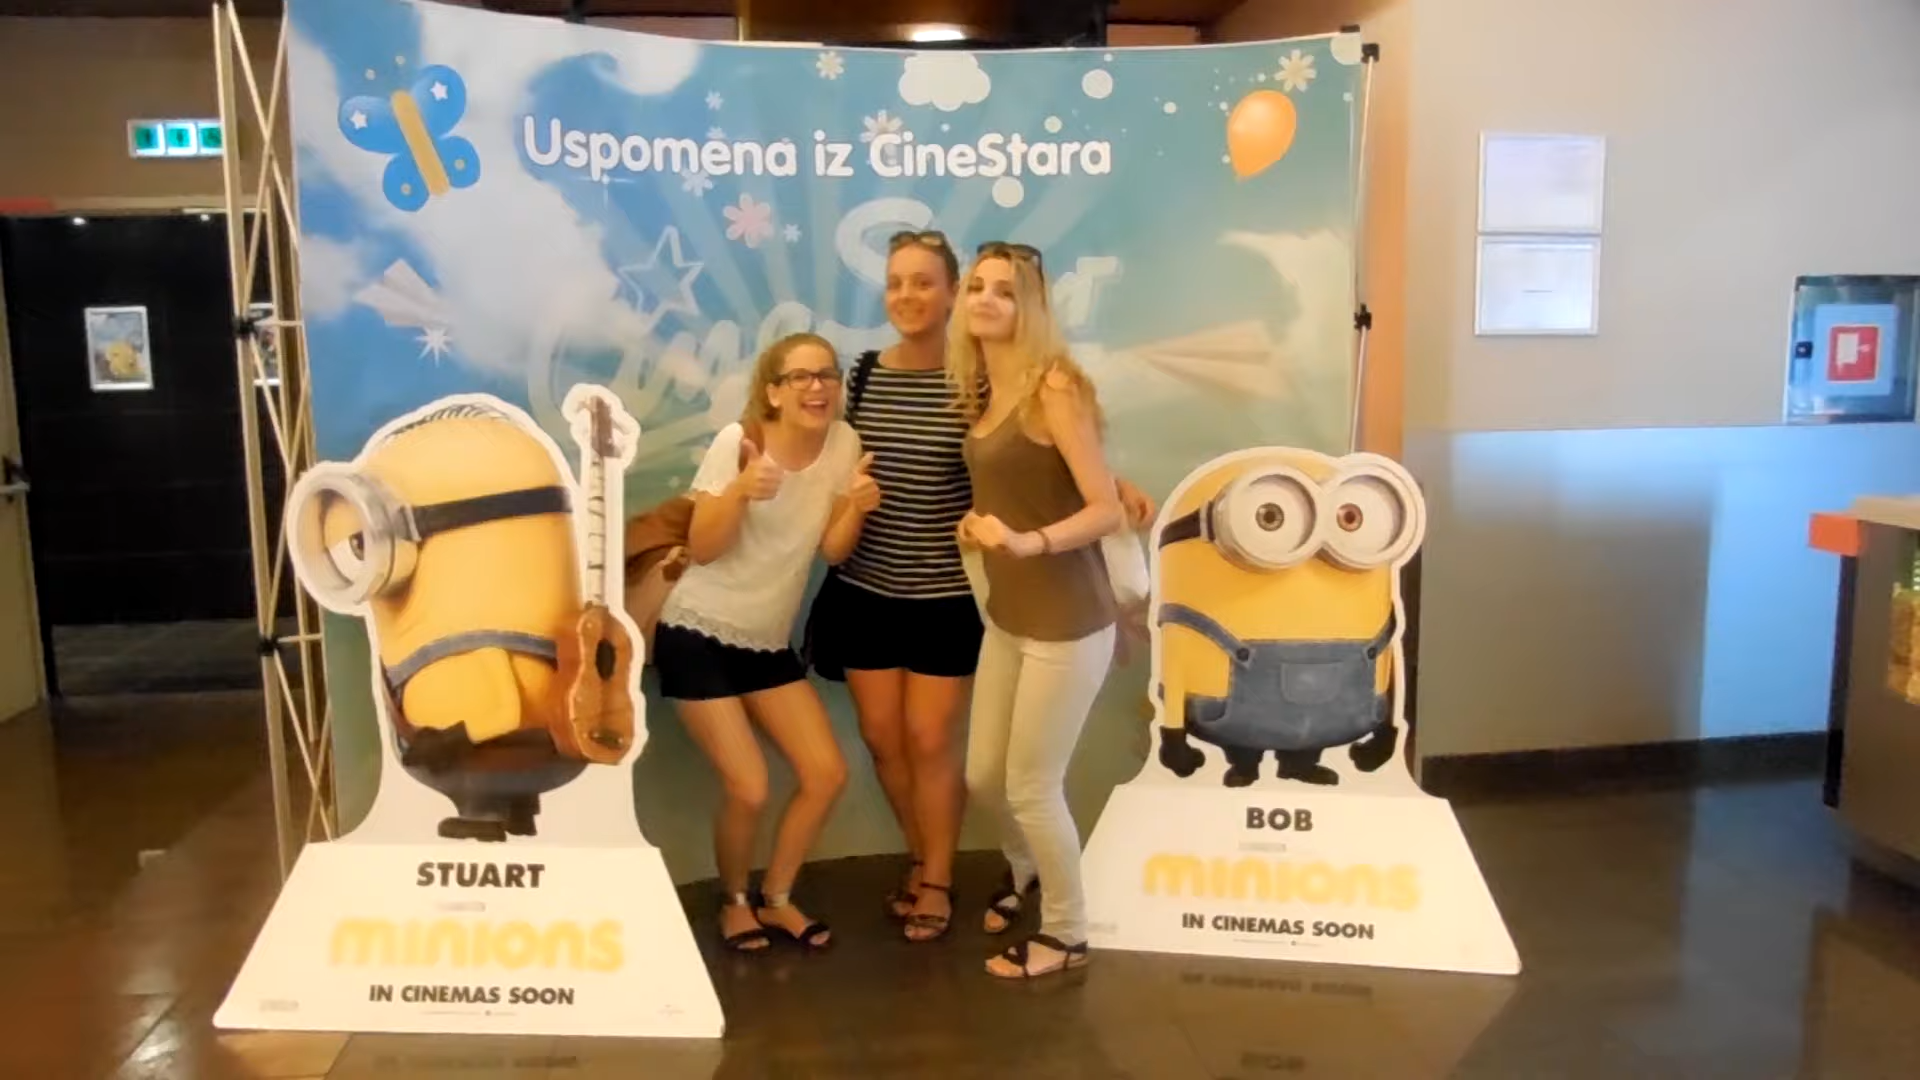 Uspomena iz CineStara
STUART
minions
IN CINEMAS SOON
BOB
minions
IN CINEMAS SOON